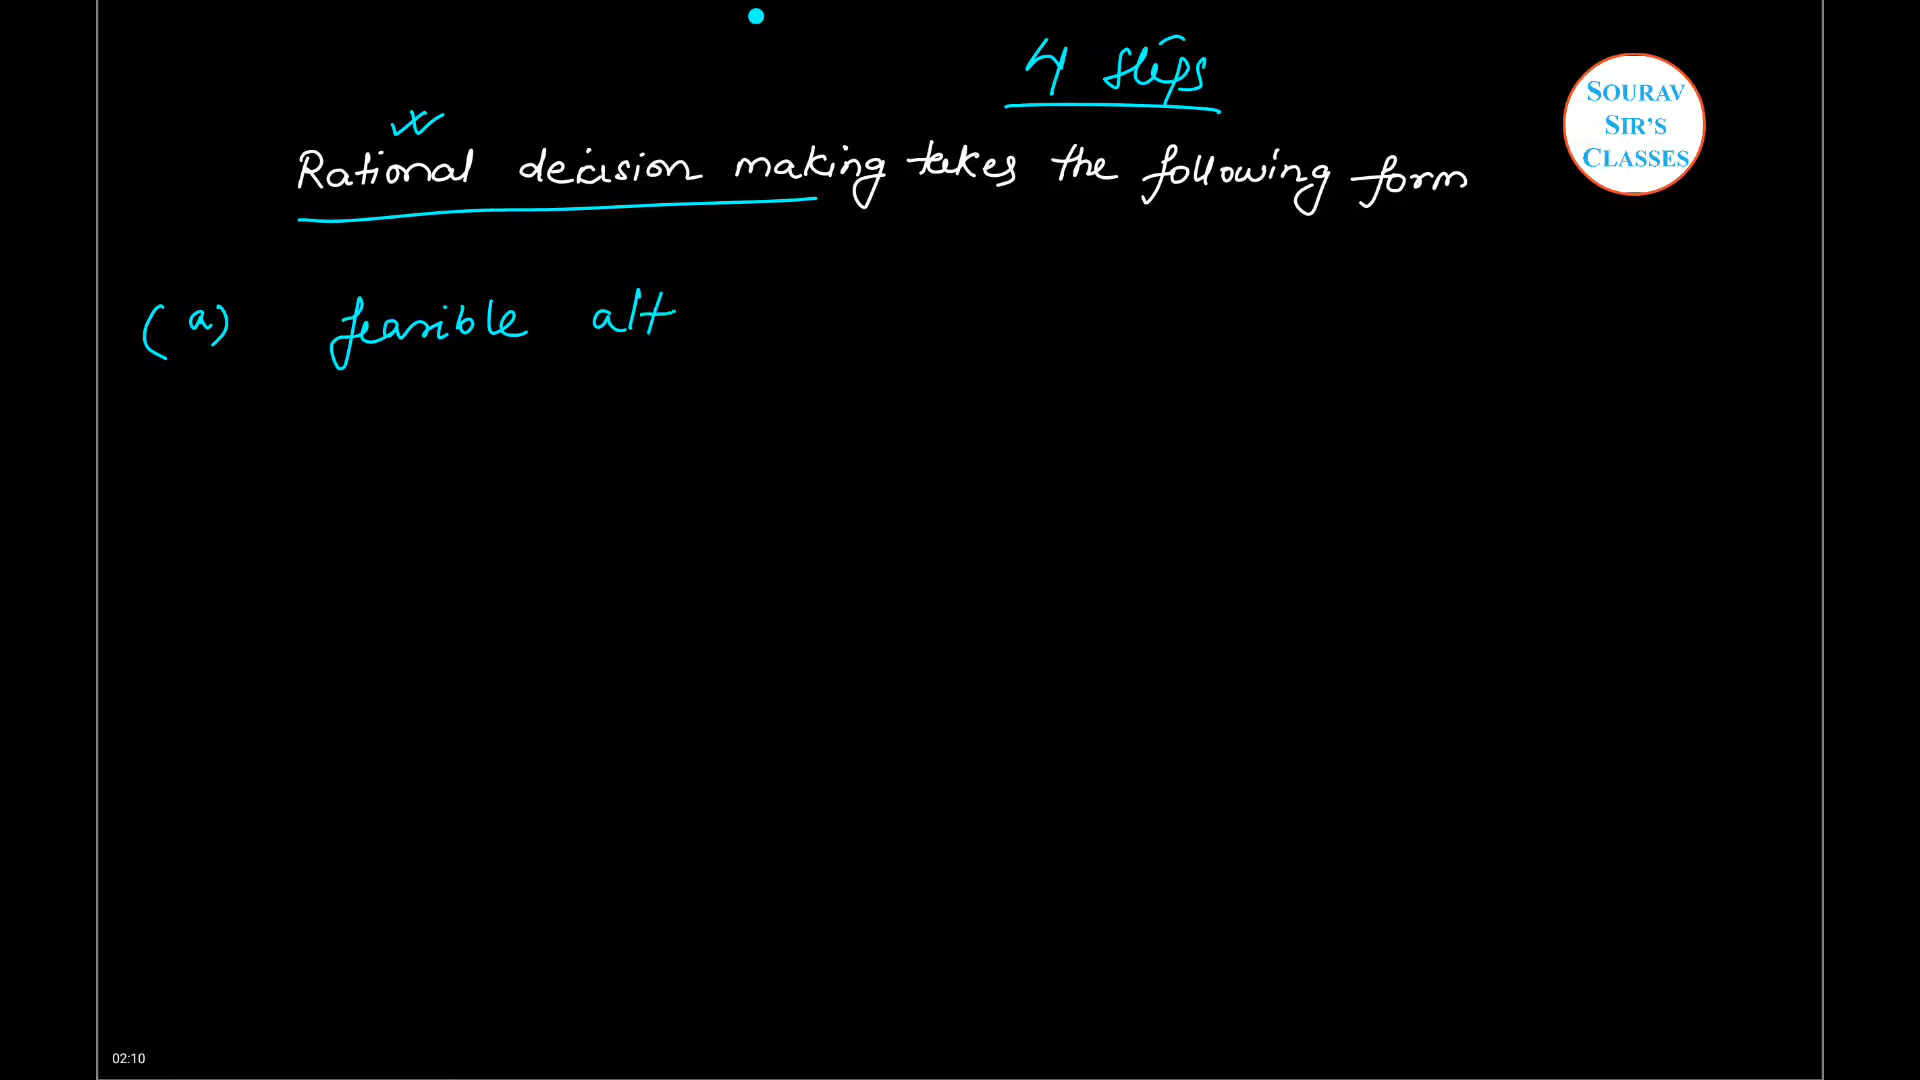 4 steps
SOURAV
SIR'S
CLASSES
Rational decision making takes the following form
(a) feasible alt
02:10